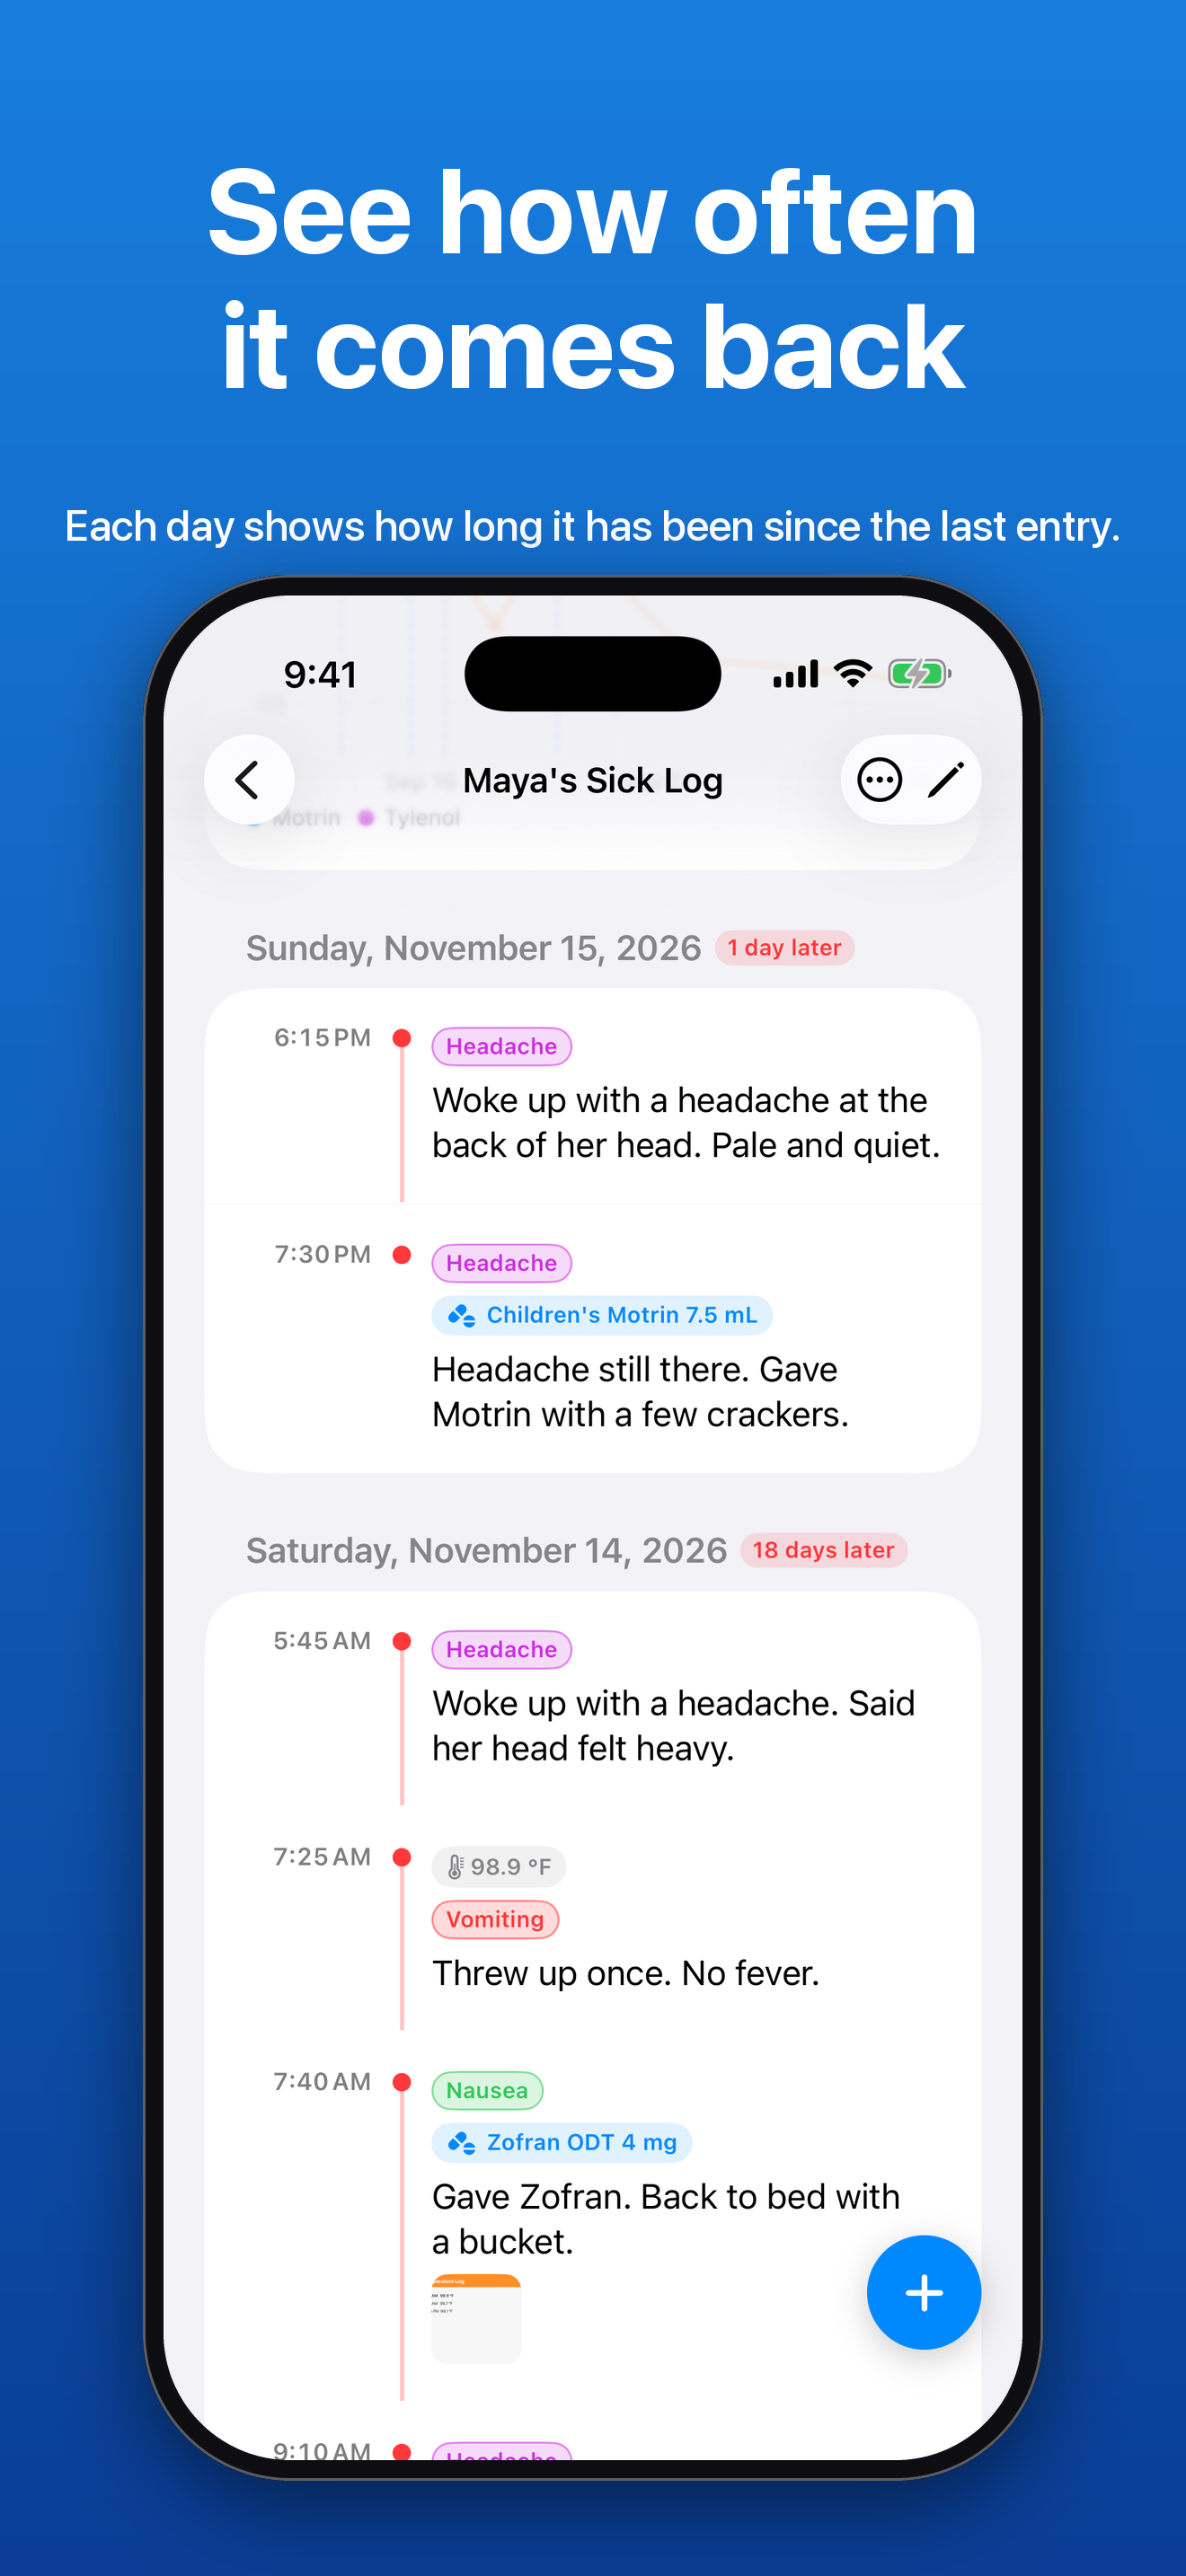 See how often
it comes back
Each day shows how long it has been since the last entry.
9:41
Maya's Sick Log
Motrin Tylenol
Sunday, November 15, 2026 1 day later
6:15 PM Headache
Woke up with a headache at the
back of her head. Pale and quiet.
7:30 PM Headache
Children's Motrin 7.5 mL
Headache still there. Gave
Motrin with a few crackers.
Saturday, November 14, 2026 18 days later
5:45 AM Headache
Woke up with a headache. Said
her head felt heavy.
7:25 AM 98.9 °F
Vomiting
Threw up once. No fever.
7:40 AM Nausea
Zofran ODT 4 mg
Gave Zofran. Back to bed with
a bucket.
9:10 AM Headache